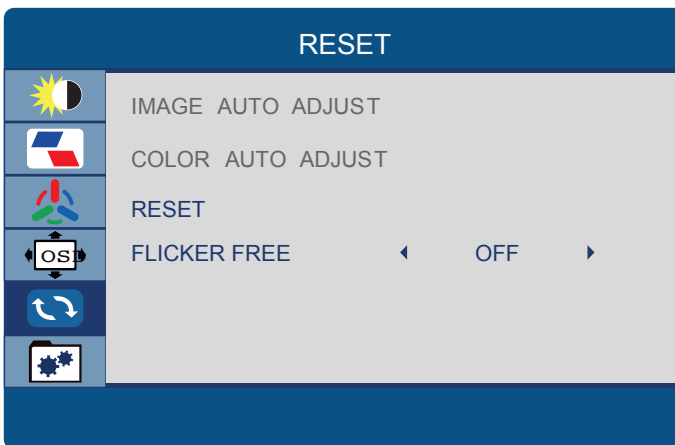 RESET
IMAGE AUTO ADJUST
COLOR AUTO ADJUST
RESET
FLICKER FREE OFF
OSD